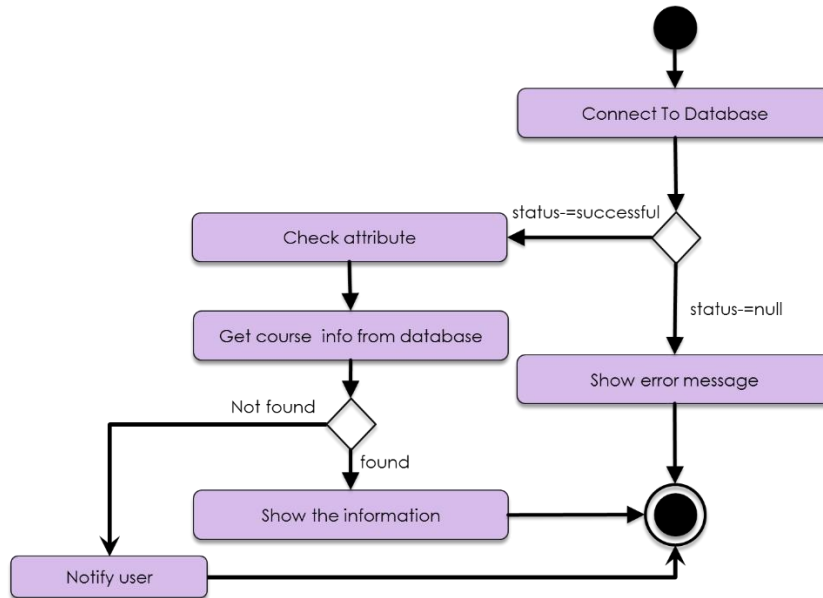 Connect To Database
status-=successful
Check attribute
status-=null
Get course info from database
Show error message
Not found
found
Show the information
Notify user